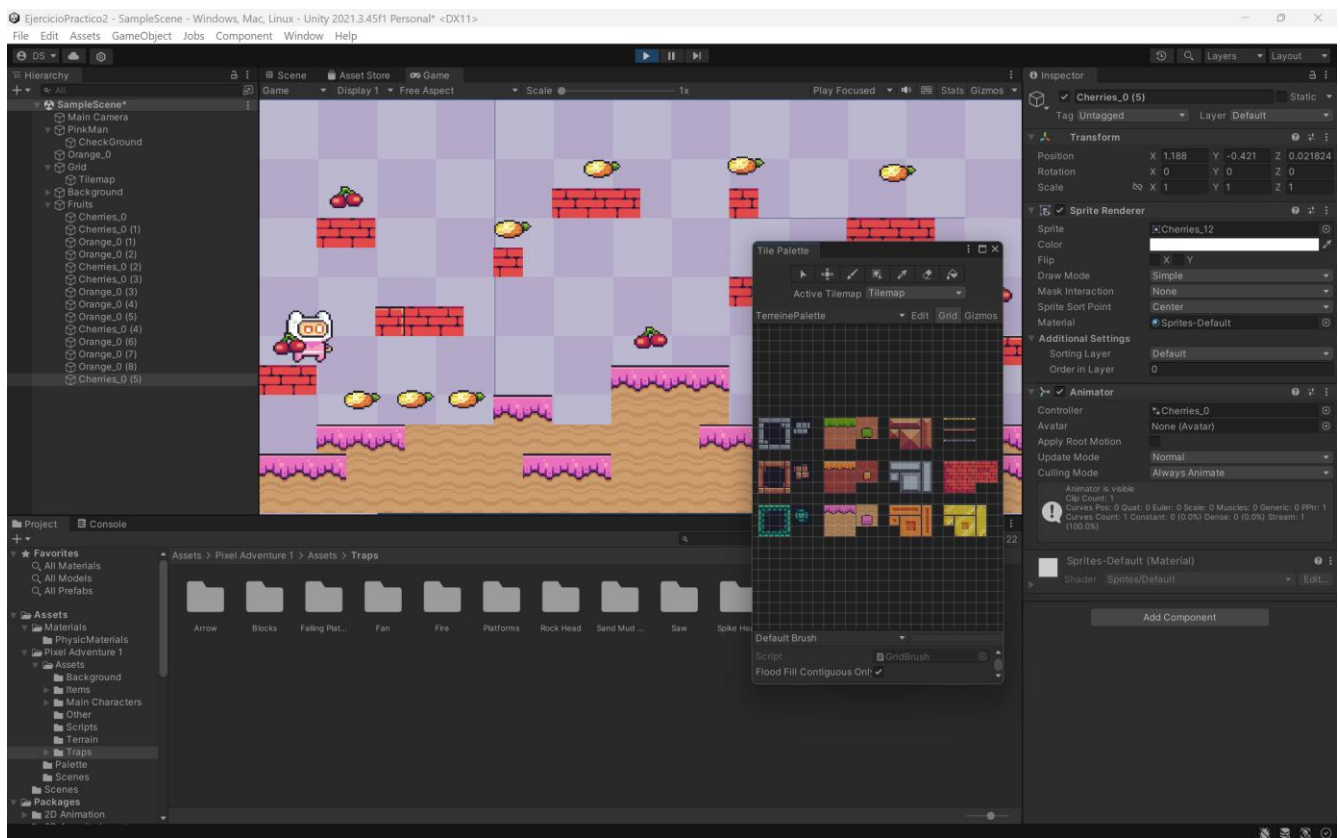 EjercicioPractico2 - SampleScene - Windows, Mac, Linux - Unity 2021.3.45f1 Personal* <DX11>
File Edit Assets GameObject Jobs Component Window Help
DS
Layers Layout
Hierarchy
All
SampleScene*
Main Camera
PinkMan
CheckGround
Orange_0
Grid
Tilemap
Background
Fruits
Cherries_0
Cherries_0 (1)
Orange_0 (1)
Orange_0 (2)
Cherries_0 (2)
Cherries_0 (3)
Orange_0 (3)
Orange_0 (4)
Orange_0 (5)
Cherries_0 (4)
Orange_0 (6)
Orange_0 (7)
Orange_0 (8)
Cherries_0 (5)
Scene Asset Store Game
Game Display 1 Free Aspect Scale 1x Play Focused Stats Gizmos
Tile Palette
Active Tilemap Tilemap
TerreinePalette Edit Grid Gizmos
Default Brush
Script GridBrush
Flood Fill Contiguous Only
Inspector
Cherries_0 (5) Static
Tag Untagged Layer Default
Transform
Position X 1.188 Y -0.421 Z 0.021824
Rotation X 0 Y 0 Z 0
Scale X 1 Y 1 Z 1
Sprite Renderer
Sprite Cherries_12
Color
Flip X Y
Draw Mode Simple
Mask Interaction None
Sprite Sort Point Center
Material Sprites-Default
Additional Settings
Sorting Layer Default
Order in Layer 0
Animator
Controller Cherries_0
Avatar None (Avatar)
Apply Root Motion
Update Mode Normal
Culling Mode Always Animate
Animator is visible
Clip Count: 1
Curves Pos: 0 Quat: 0 Euler: 0 Scale: 0 Muscles: 0 Generic: 0 PPtr: 1
Curves Count: 1 Constant: 0 (0.0%) Dense: 0 (0.0%) Stream: 1
(100.0%)
Sprites-Default (Material)
Shader Sprites/Default Edit...
Add Component
Project Console
22
Favorites
All Materials
All Models
All Prefabs
Assets
Materials
PhysicMaterials
Pixel Adventure 1
Assets
Background
Items
Main Characters
Other
Scripts
Terrain
Traps
Palette
Scenes
Scenes
Packages
2D Animation
Assets > Pixel Adventure 1 > Assets > Traps
Arrow Blocks Falling Plat... Fan Fire Platforms Rock Head Sand Mud ... Saw Spike Hea